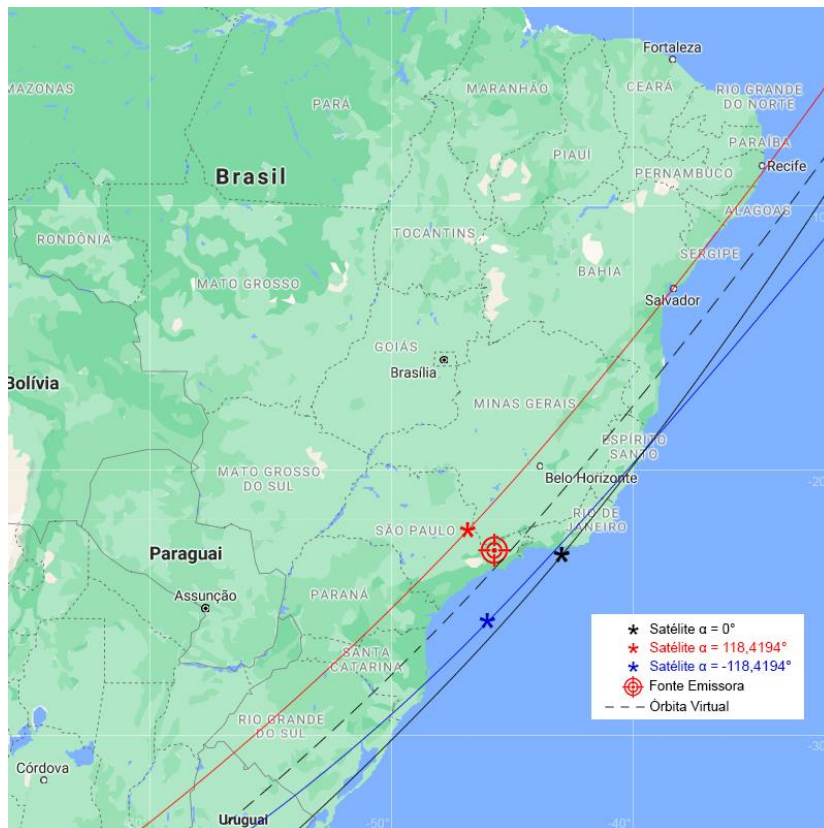 Fortaleza
MAZONAS
MARANHÃO
CEARÁ
RIO GRANDE
DO NORTE
PARÁ
PARAÍBA
PIAUÍ
Recife
Brasil
PERNAMBUCO
ALAGOAS
TOCANTINS
RONDÔNIA
SERGIPE
BAHIA
MATO GROSSO
Salvador
GOIÁS
Brasília
Bolívia
MINAS GERAIS
ESPÍRITO
SANTO
MATO GROSSO
DO SUL
Belo Horizonte
-20
RIO DE
JANEIRO
SÃO PAULO
Paraguai
Assunção
PARANÁ
Satélite α = 0°
Satélite α = 118,4194°
Satélite α = -118,4194°
Fonte Emissora
Órbita Virtual
SANTA
CATARINA
RIO GRANDE
DO SUL
-30
Córdova
Uruguai
-50°
-40°